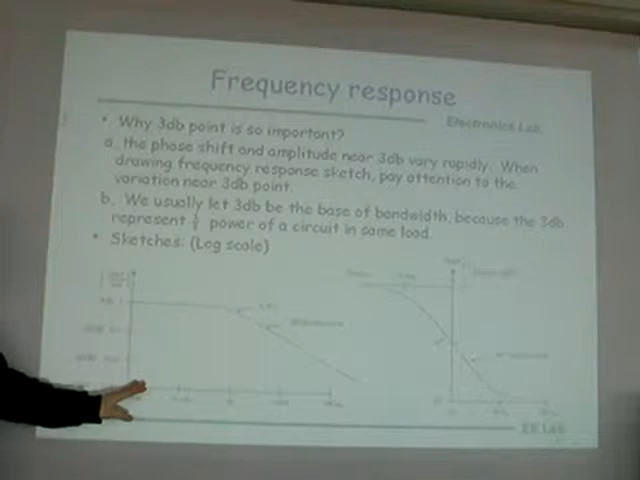 Frequency response
Electronics Lab.
• Why 3db point is so important?
a. the phase shift and amplitude near 3db vary rapidly. When
drawing frequency response sketch, pay attention to the
variation near 3db point.
b. We usually let 3db be the base of bandwidth, because the 3db
represent ½ power of a circuit in same load.
• Sketches: (Log scale)
EE Lab